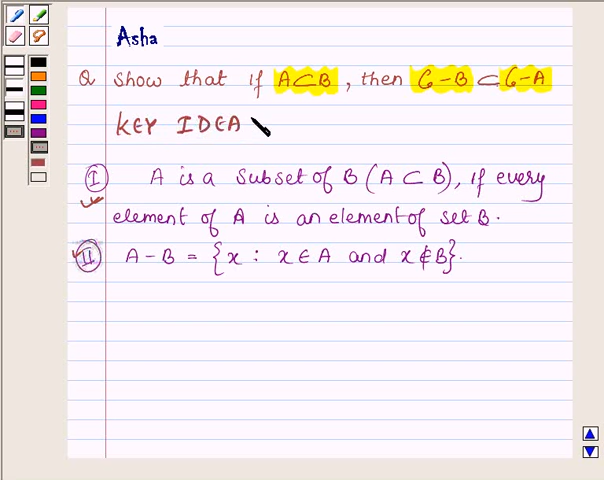 Asha
Q Show that if A⊂B, then C-B ⊂ C-A
KEY IDEA
I A is a subset of B (A ⊂ B), if every
element of A is an element of set B.
II A-B = {x : x ∈ A and x ∉ B}.